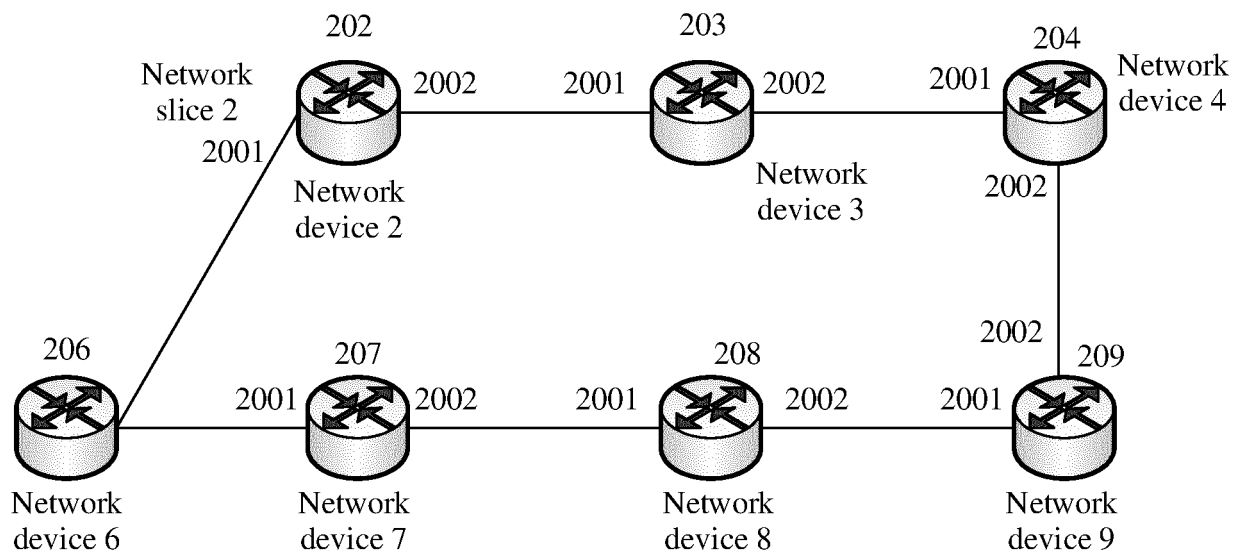 202
203
204
Network
slice 2
2002
2001
2002
2001
Network
device 4
2001
Network
device 2
Network
device 3
2002
2002
206
207
208
209
2001
2002
2001
2002
2001
Network
device 6
Network
device 7
Network
device 8
Network
device 9